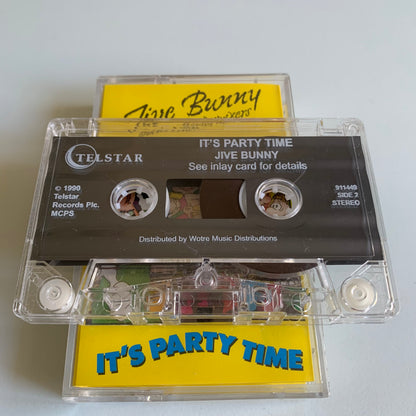 Jive Bunny
TELSTAR
IT'S PARTY TIME
JIVE BUNNY
See inlay card for details
© 1990
Telstar
Records Plc.
MCPS
911449
SIDE 2
STEREO
Distributed by Wotre Music Distributions
IT'S PARTY TIME